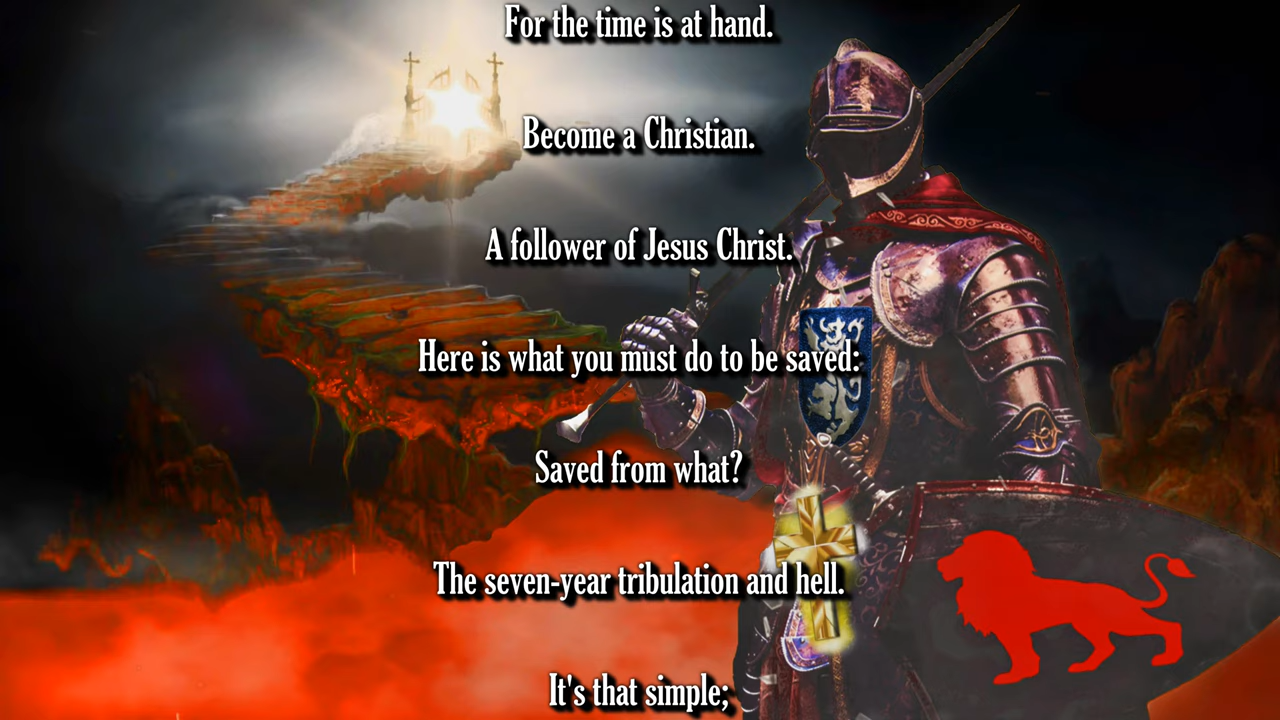 For the time is at hand.
Become a Christian.
A follower of Jesus Christ.
Here is what you must do to be saved:
Saved from what?
The seven-year tribulation and hell.
It's that simple;